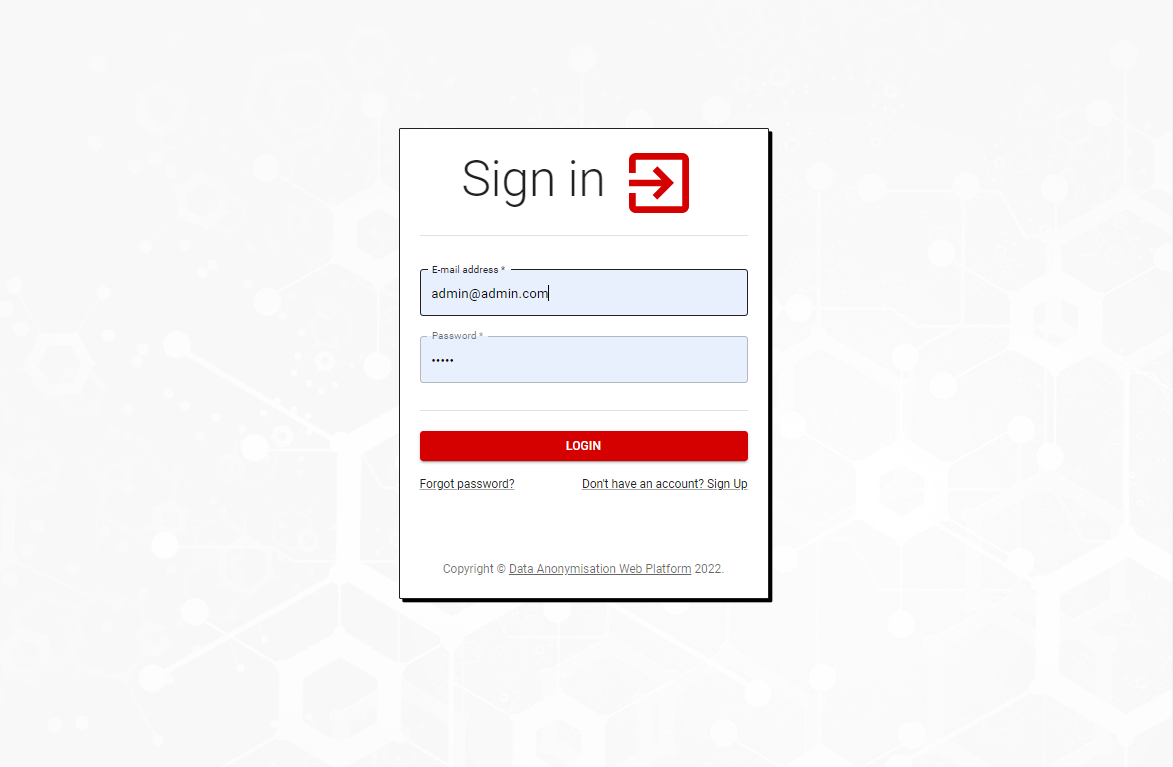 Sign in
E-mail address *
admin@admin.com
Password *
•••••
LOGIN
Forgot password?
Don't have an account? Sign Up
Copyright © Data Anonymisation Web Platform 2022.